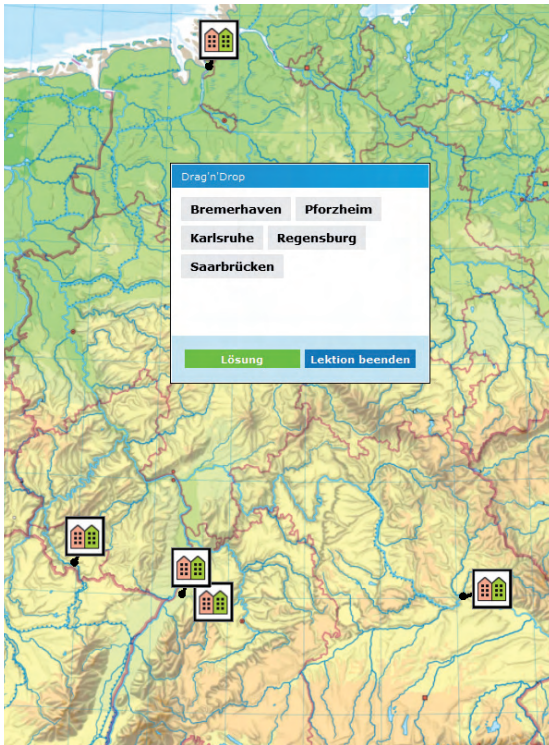 Drag'n'Drop
Bremerhaven Pforzheim
Karlsruhe Regensburg
Saarbrücken
Lösung Lektion beenden